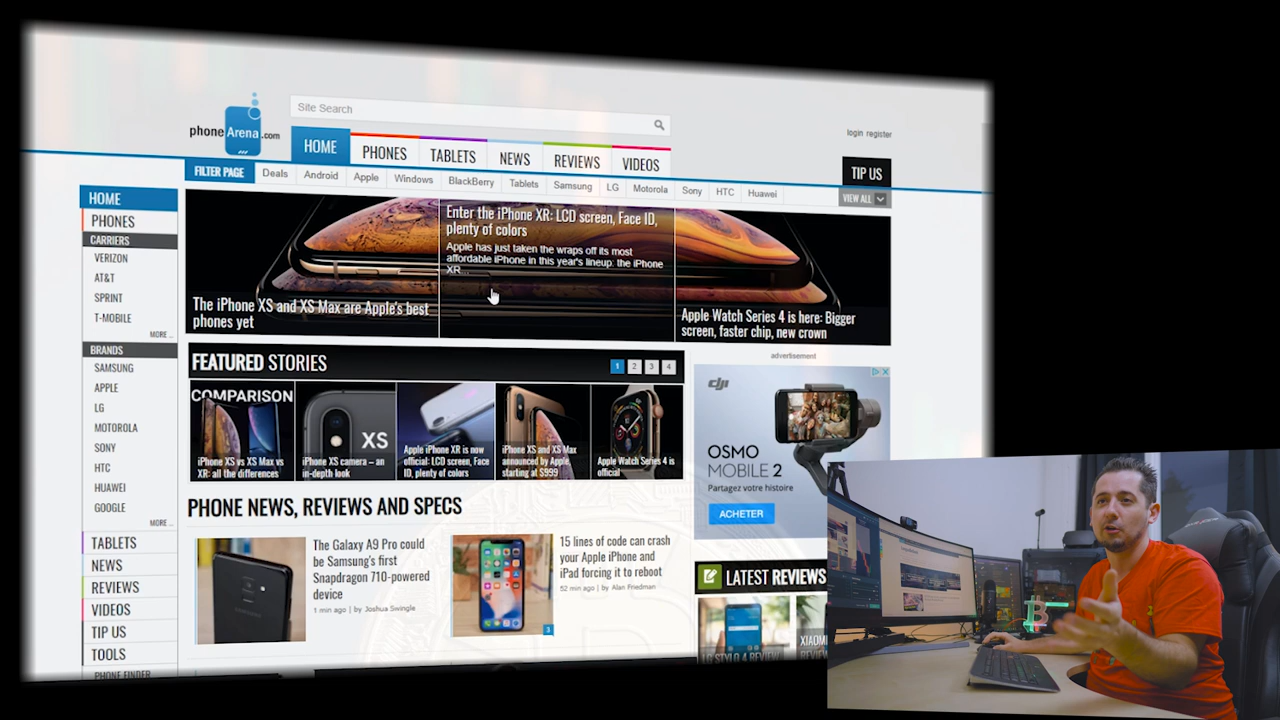 Site Search
phoneArena.com
login register
HOME
PHONES
TABLETS
NEWS
REVIEWS
VIDEOS
TIP US
FILTER PAGE
Deals
Android
Apple
Windows
BlackBerry
Tablets
Samsung
LG
Motorola
Sony
HTC
Huawei
VIEW ALL
HOME
PHONES
CARRIERS
VERIZON
AT&T
SPRINT
T-MOBILE
MORE...
BRANDS
SAMSUNG
APPLE
LG
MOTOROLA
SONY
HTC
HUAWEI
GOOGLE
MORE...
TABLETS
NEWS
REVIEWS
VIDEOS
TIP US
TOOLS
PHONE FINDER
The iPhone XS and XS Max are Apple's best
phones yet
Enter the iPhone XR: LCD screen, Face ID,
plenty of colors
Apple has just taken the wraps off its most
affordable iPhone in this year's lineup: the iPhone
XR...
Apple Watch Series 4 is here: Bigger
screen, faster chip, new crown
FEATURED STORIES
1 2 3 4
COMPARISON
iPhone XS vs XS Max vs
XR: all the differences
XS
iPhone XS camera – an
in-depth look
Apple iPhone XR is now
official: LCD screen, Face
ID, plenty of colors
iPhone XS and XS Max
announced by Apple,
starting at $999
Apple Watch Series 4 is
official
advertisement
dji
OSMO
MOBILE 2
Partagez votre histoire
ACHETER
PHONE NEWS, REVIEWS AND SPECS
The Galaxy A9 Pro could
be Samsung's first
Snapdragon 710-powered
device
1 min ago | by Joshua Swingle
15 lines of code can crash
your Apple iPhone and
iPad forcing it to reboot
52 min ago | by Alan Friedman
3
LATEST REVIEWS
LG STYLO 4 REVIEW
XIAOMI